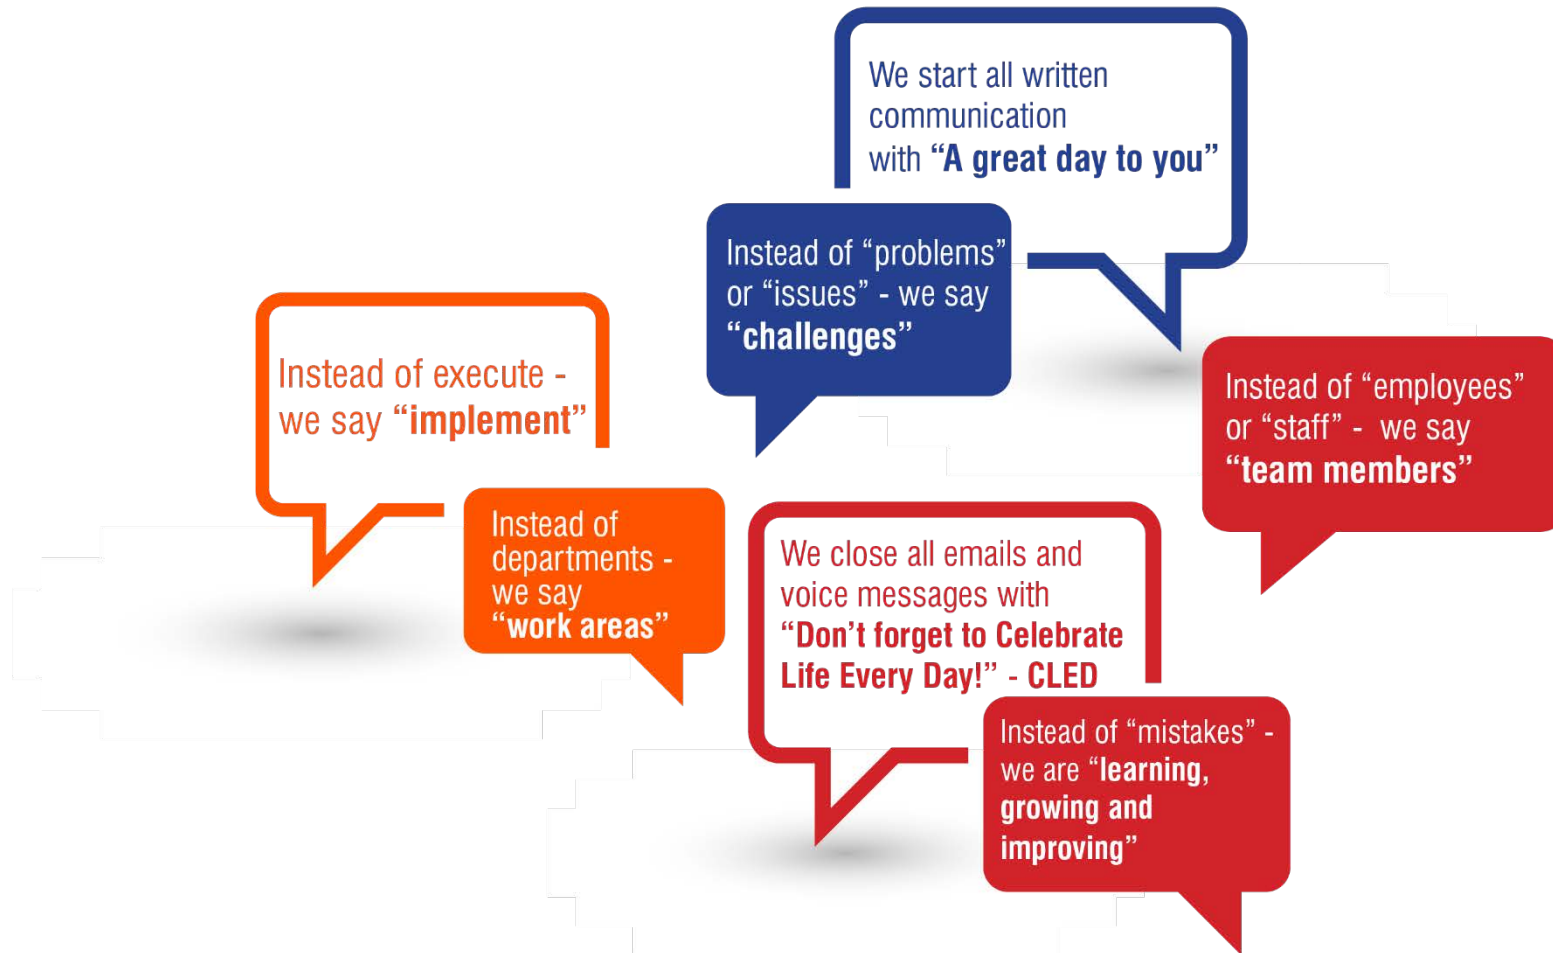 We start all written
communication
with “A great day to you”
Instead of “problems”
or “issues” - we say
“challenges”
Instead of execute -
we say “implement”
Instead of “employees”
or “staff” - we say
“team members”
Instead of
departments -
we say
“work areas”
We close all emails and
voice messages with
“Don’t forget to Celebrate
Life Every Day!” - CLED
Instead of “mistakes” -
we are “learning,
growing and
improving”